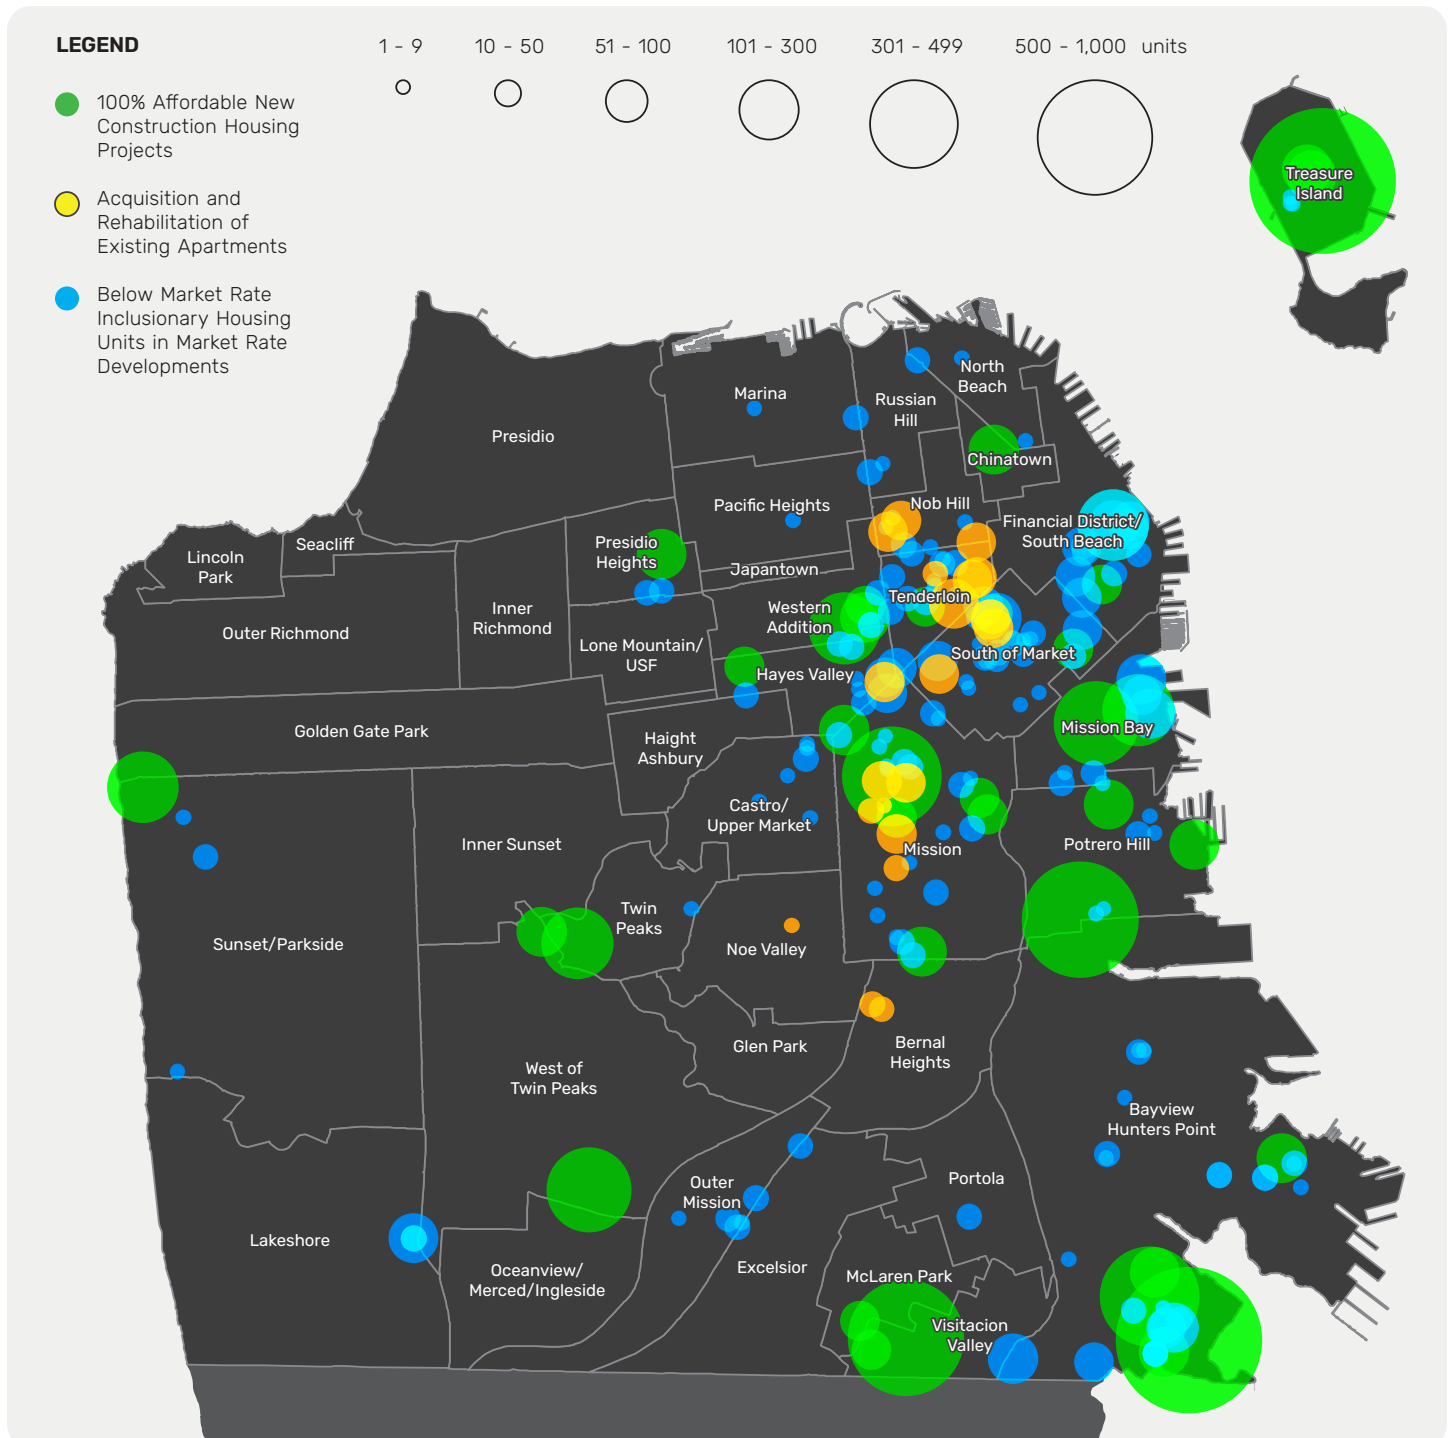 LEGEND
1 - 9
10 - 50
51 - 100
101 - 300
301 - 499
500 - 1,000 units
100% Affordable New
Construction Housing
Projects
Acquisition and
Rehabilitation of
Existing Apartments
Below Market Rate
Inclusionary Housing
Units in Market Rate
Developments
Treasure
Island
North
Beach
Marina
Russian
Hill
Presidio
Chinatown
Pacific Heights
Nob Hill
Financial District/
South Beach
Seacliff
Lincoln
Park
Presidio
Heights
Japantown
Tenderloin
Inner
Richmond
Western
Addition
Outer Richmond
Lone Mountain/
USF
South of Market
Hayes Valley
Golden Gate Park
Mission Bay
Haight
Ashbury
Castro/
Upper Market
Inner Sunset
Mission
Potrero Hill
Twin
Peaks
Sunset/Parkside
Noe Valley
Glen Park
Bernal
Heights
West of
Twin Peaks
Bayview
Hunters Point
Portola
Outer
Mission
Lakeshore
Excelsior
Oceanview/
Merced/Ingleside
McLaren Park
Visitacion
Valley